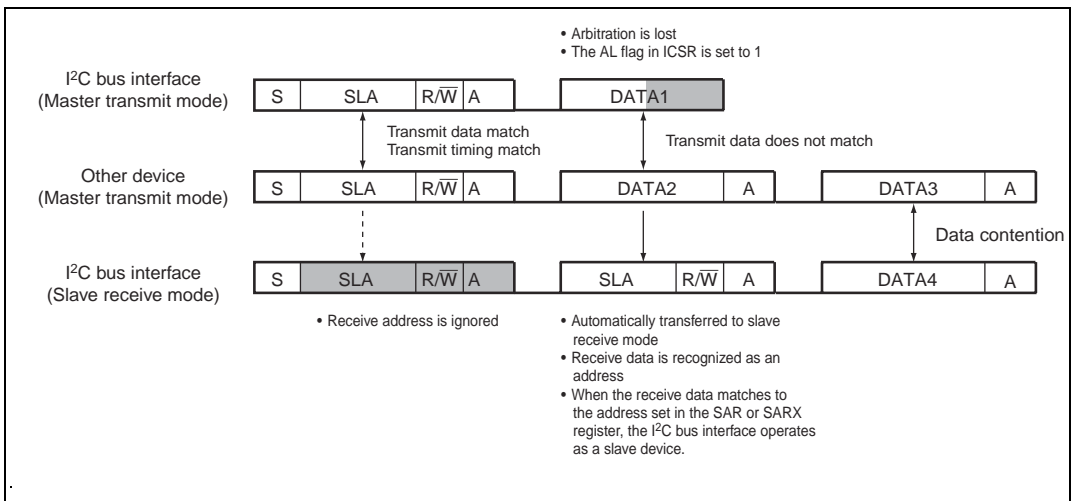 • Arbitration is lost
• The AL flag in ICSR is set to 1
I²C bus interface
(Master transmit mode)
S SLA R/W̅ A DATA1
Transmit data match
Transmit timing match
Transmit data does not match
Other device
(Master transmit mode)
S SLA R/W̅ A DATA2 A DATA3 A
Data contention
I²C bus interface
(Slave receive mode)
S SLA R/W̅ A SLA R/W̅ A DATA4 A
• Receive address is ignored
• Automatically transferred to slave
receive mode
• Receive data is recognized as an
address
• When the receive data matches to
the address set in the SAR or SARX
register, the I²C bus interface operates
as a slave device.
.